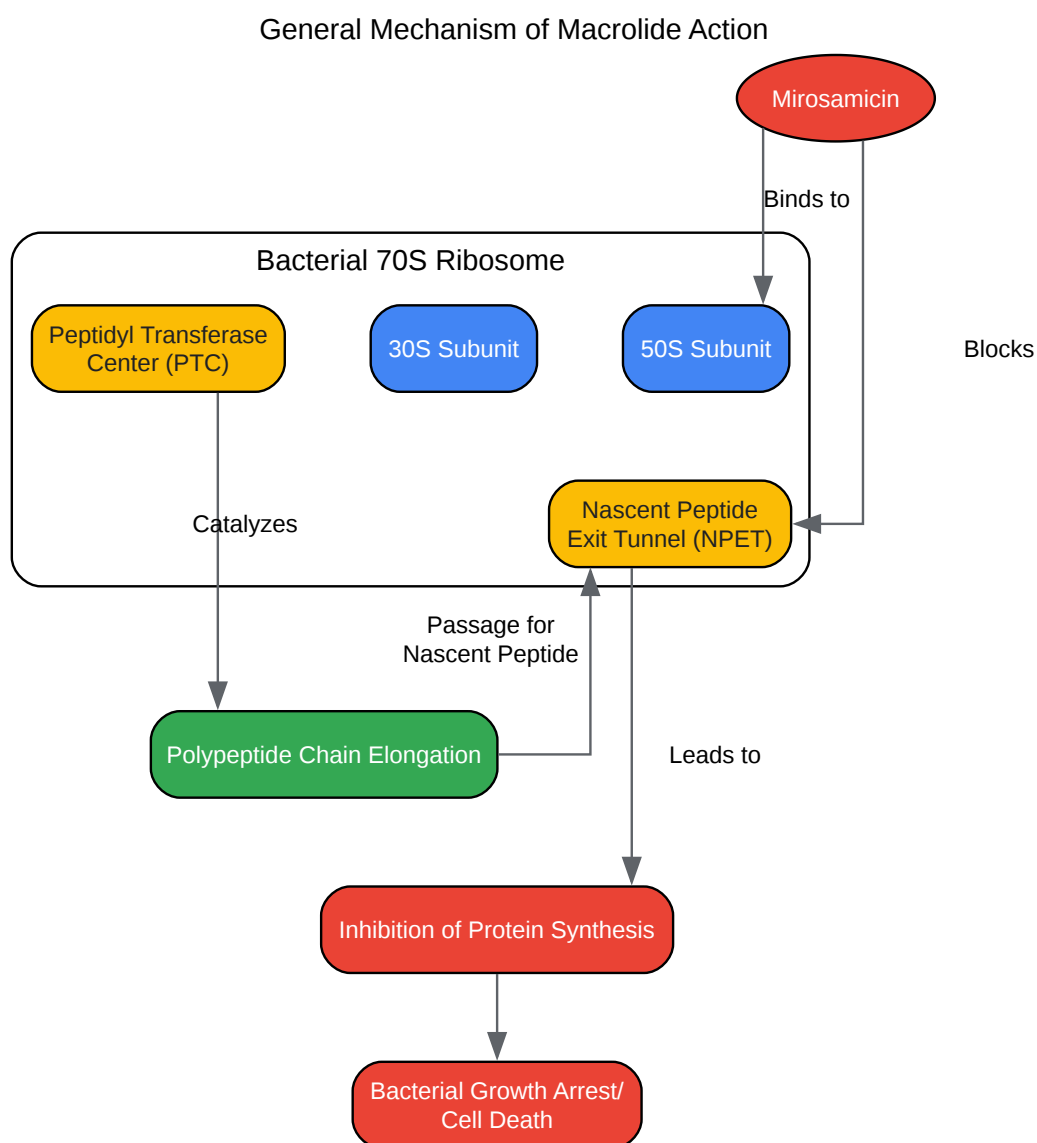 General Mechanism of Macrolide Action
Mirosamicin
Binds to
Bacterial 70S Ribosome
Peptidyl Transferase
Center (PTC)
30S Subunit
50S Subunit
Blocks
Catalyzes
Nascent Peptide
Exit Tunnel (NPET)
Passage for
Nascent Peptide
Polypeptide Chain Elongation
Leads to
Inhibition of Protein Synthesis
Bacterial Growth Arrest/
Cell Death